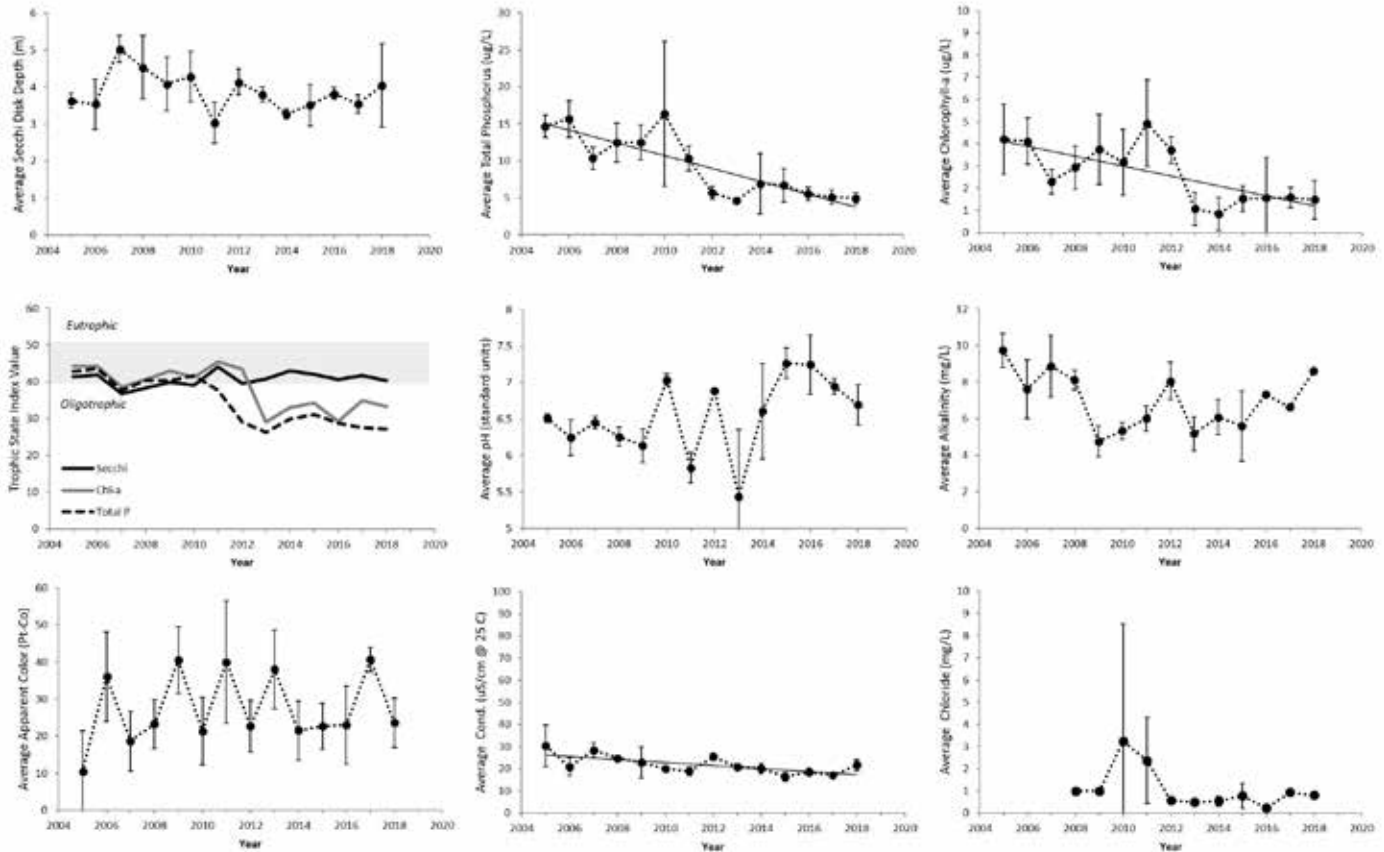 Average Secchi Disk Depth (m)
6
5
4
3
2
1
0
2004 2006 2008 2010 2012 2014 2016 2018 2020
Year
Average Total Phosphorus (ug/L)
30
25
20
15
10
5
0
2004 2006 2008 2010 2012 2014 2016 2018 2020
Year
Average Chlorophyll-a (ug/L)
10
9
8
7
6
5
4
3
2
1
0
2004 2006 2008 2010 2012 2014 2016 2018 2020
Year
Trophic State Index Value
60
50
40
30
20
10
0
Eutrophic
Oligotrophic
Secchi
Chl-a
Total P
2004 2006 2008 2010 2012 2014 2016 2018 2020
Year
Average pH (standard units)
8
7.5
7
6.5
6
5.5
5
2004 2006 2008 2010 2012 2014 2016 2018 2020
Year
Average Alkalinity (mg/L)
12
10
8
6
4
2
0
2004 2006 2008 2010 2012 2014 2016 2018 2020
Year
Average Apparent Color (Pt-Co)
60
50
40
30
20
10
0
2004 2006 2008 2010 2012 2014 2016 2018 2020
Year
Average Cond. (uS/cm @ 25 C)
100
90
80
70
60
50
40
30
20
10
0
2004 2006 2008 2010 2012 2014 2016 2018 2020
Year
Average Chloride (mg/L)
10
9
8
7
6
5
4
3
2
1
0
2004 2006 2008 2010 2012 2014 2016 2018 2020
Year